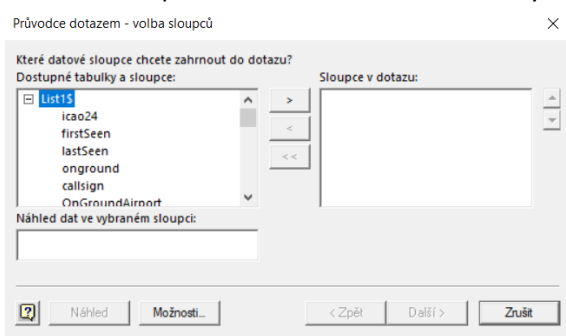 Průvodce dotazem - volba sloupců
Které datové sloupce chcete zahrnout do dotazu?
Dostupné tabulky a sloupce:
Sloupce v dotazu:
List1$
icao24
firstSeen
lastSeen
onground
callsign
OnGroundAirport
>
<
<<
Náhled dat ve vybraném sloupci:
Náhled
Možnosti...
< Zpět
Další >
Zrušit